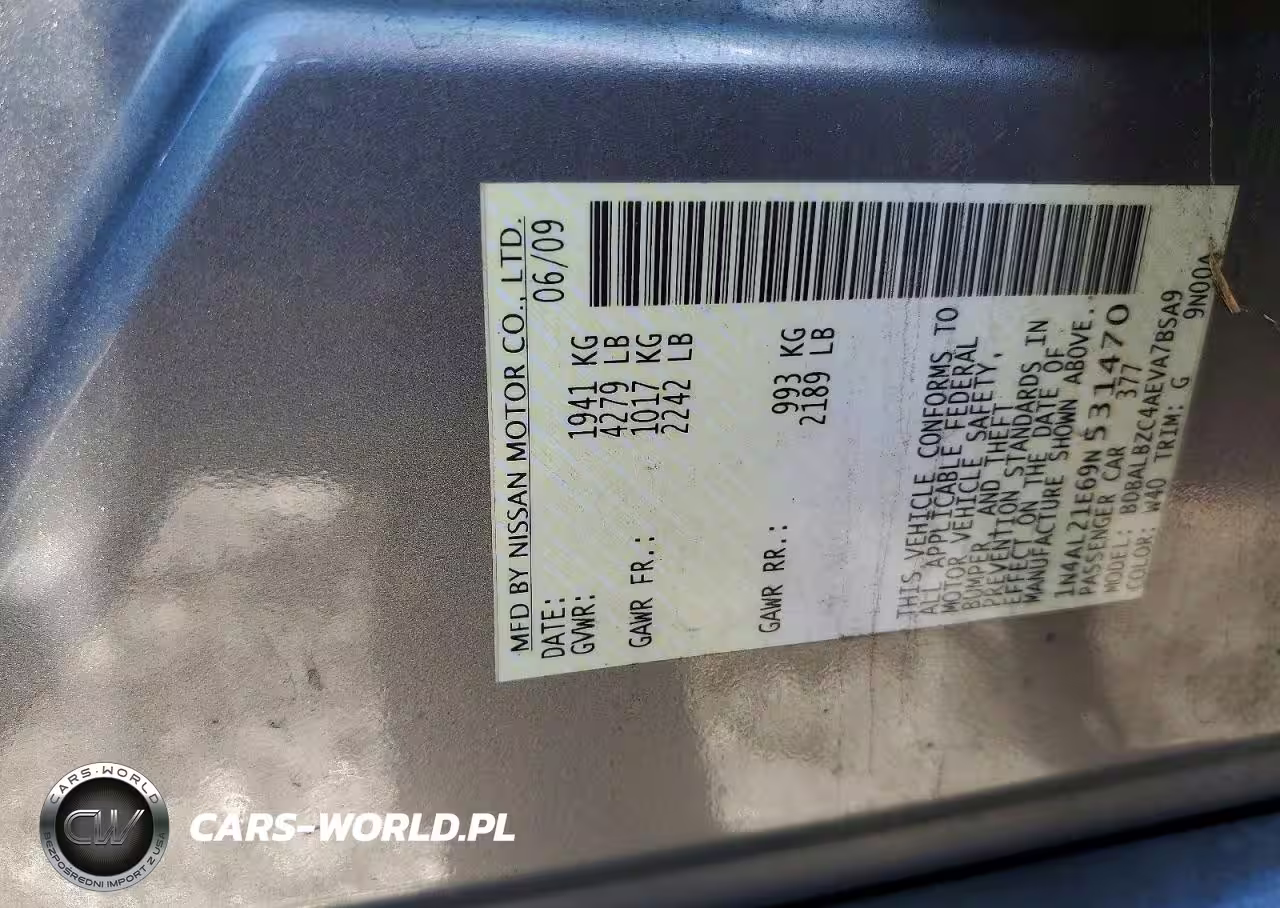 MFD BY NISSAN MOTOR CO., LTD.
DATE: 06/09
GVWR: 1941 KG
4279 LB
GAWR FR.: 1017 KG
2242 LB
GAWR RR.: 993 KG
2189 LB
THIS VEHICLE CONFORMS TO
ALL APPLICABLE FEDERAL
MOTOR VEHICLE SAFETY,
BUMPER, AND THEFT
PREVENTION STANDARDS IN
EFFECT ON THE DATE OF
MANUFACTURE SHOWN ABOVE.
1N4AL21E69N531470
PASSENGER CAR 377
MODEL: BDBALBZC4AEVA7BSA9
COLOR: W40 TRIM: G 9N00A
CARS-WORLD
CW
BEZPOŚREDNI IMPORT Z USA
CARS-WORLD.PL